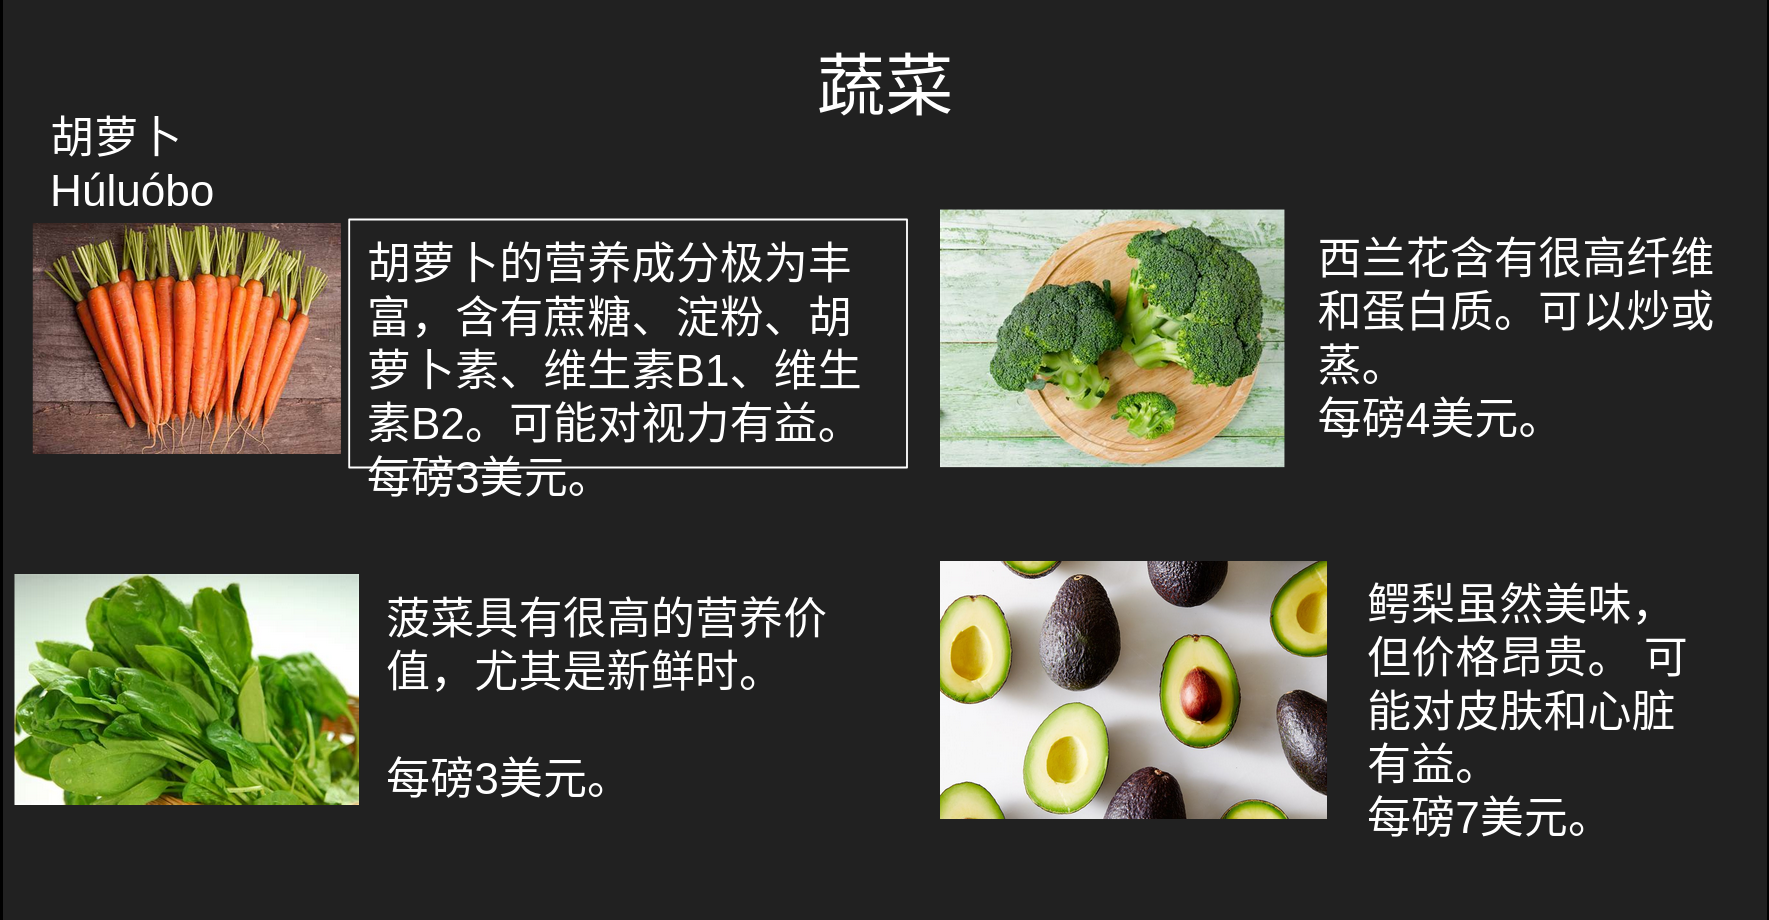 蔬菜
胡萝卜
Húluóbo
胡萝卜的营养成分极为丰
富，含有蔗糖、淀粉、胡
萝卜素、维生素B1、维生
素B2。可能对视力有益。
每磅3美元。
西兰花含有很高纤维
和蛋白质。可以炒或
蒸。
每磅4美元。
菠菜具有很高的营养价
值，尤其是新鲜时。
每磅3美元。
鳄梨虽然美味，
但价格昂贵。 可
能对皮肤和心脏
有益。
每磅7美元。